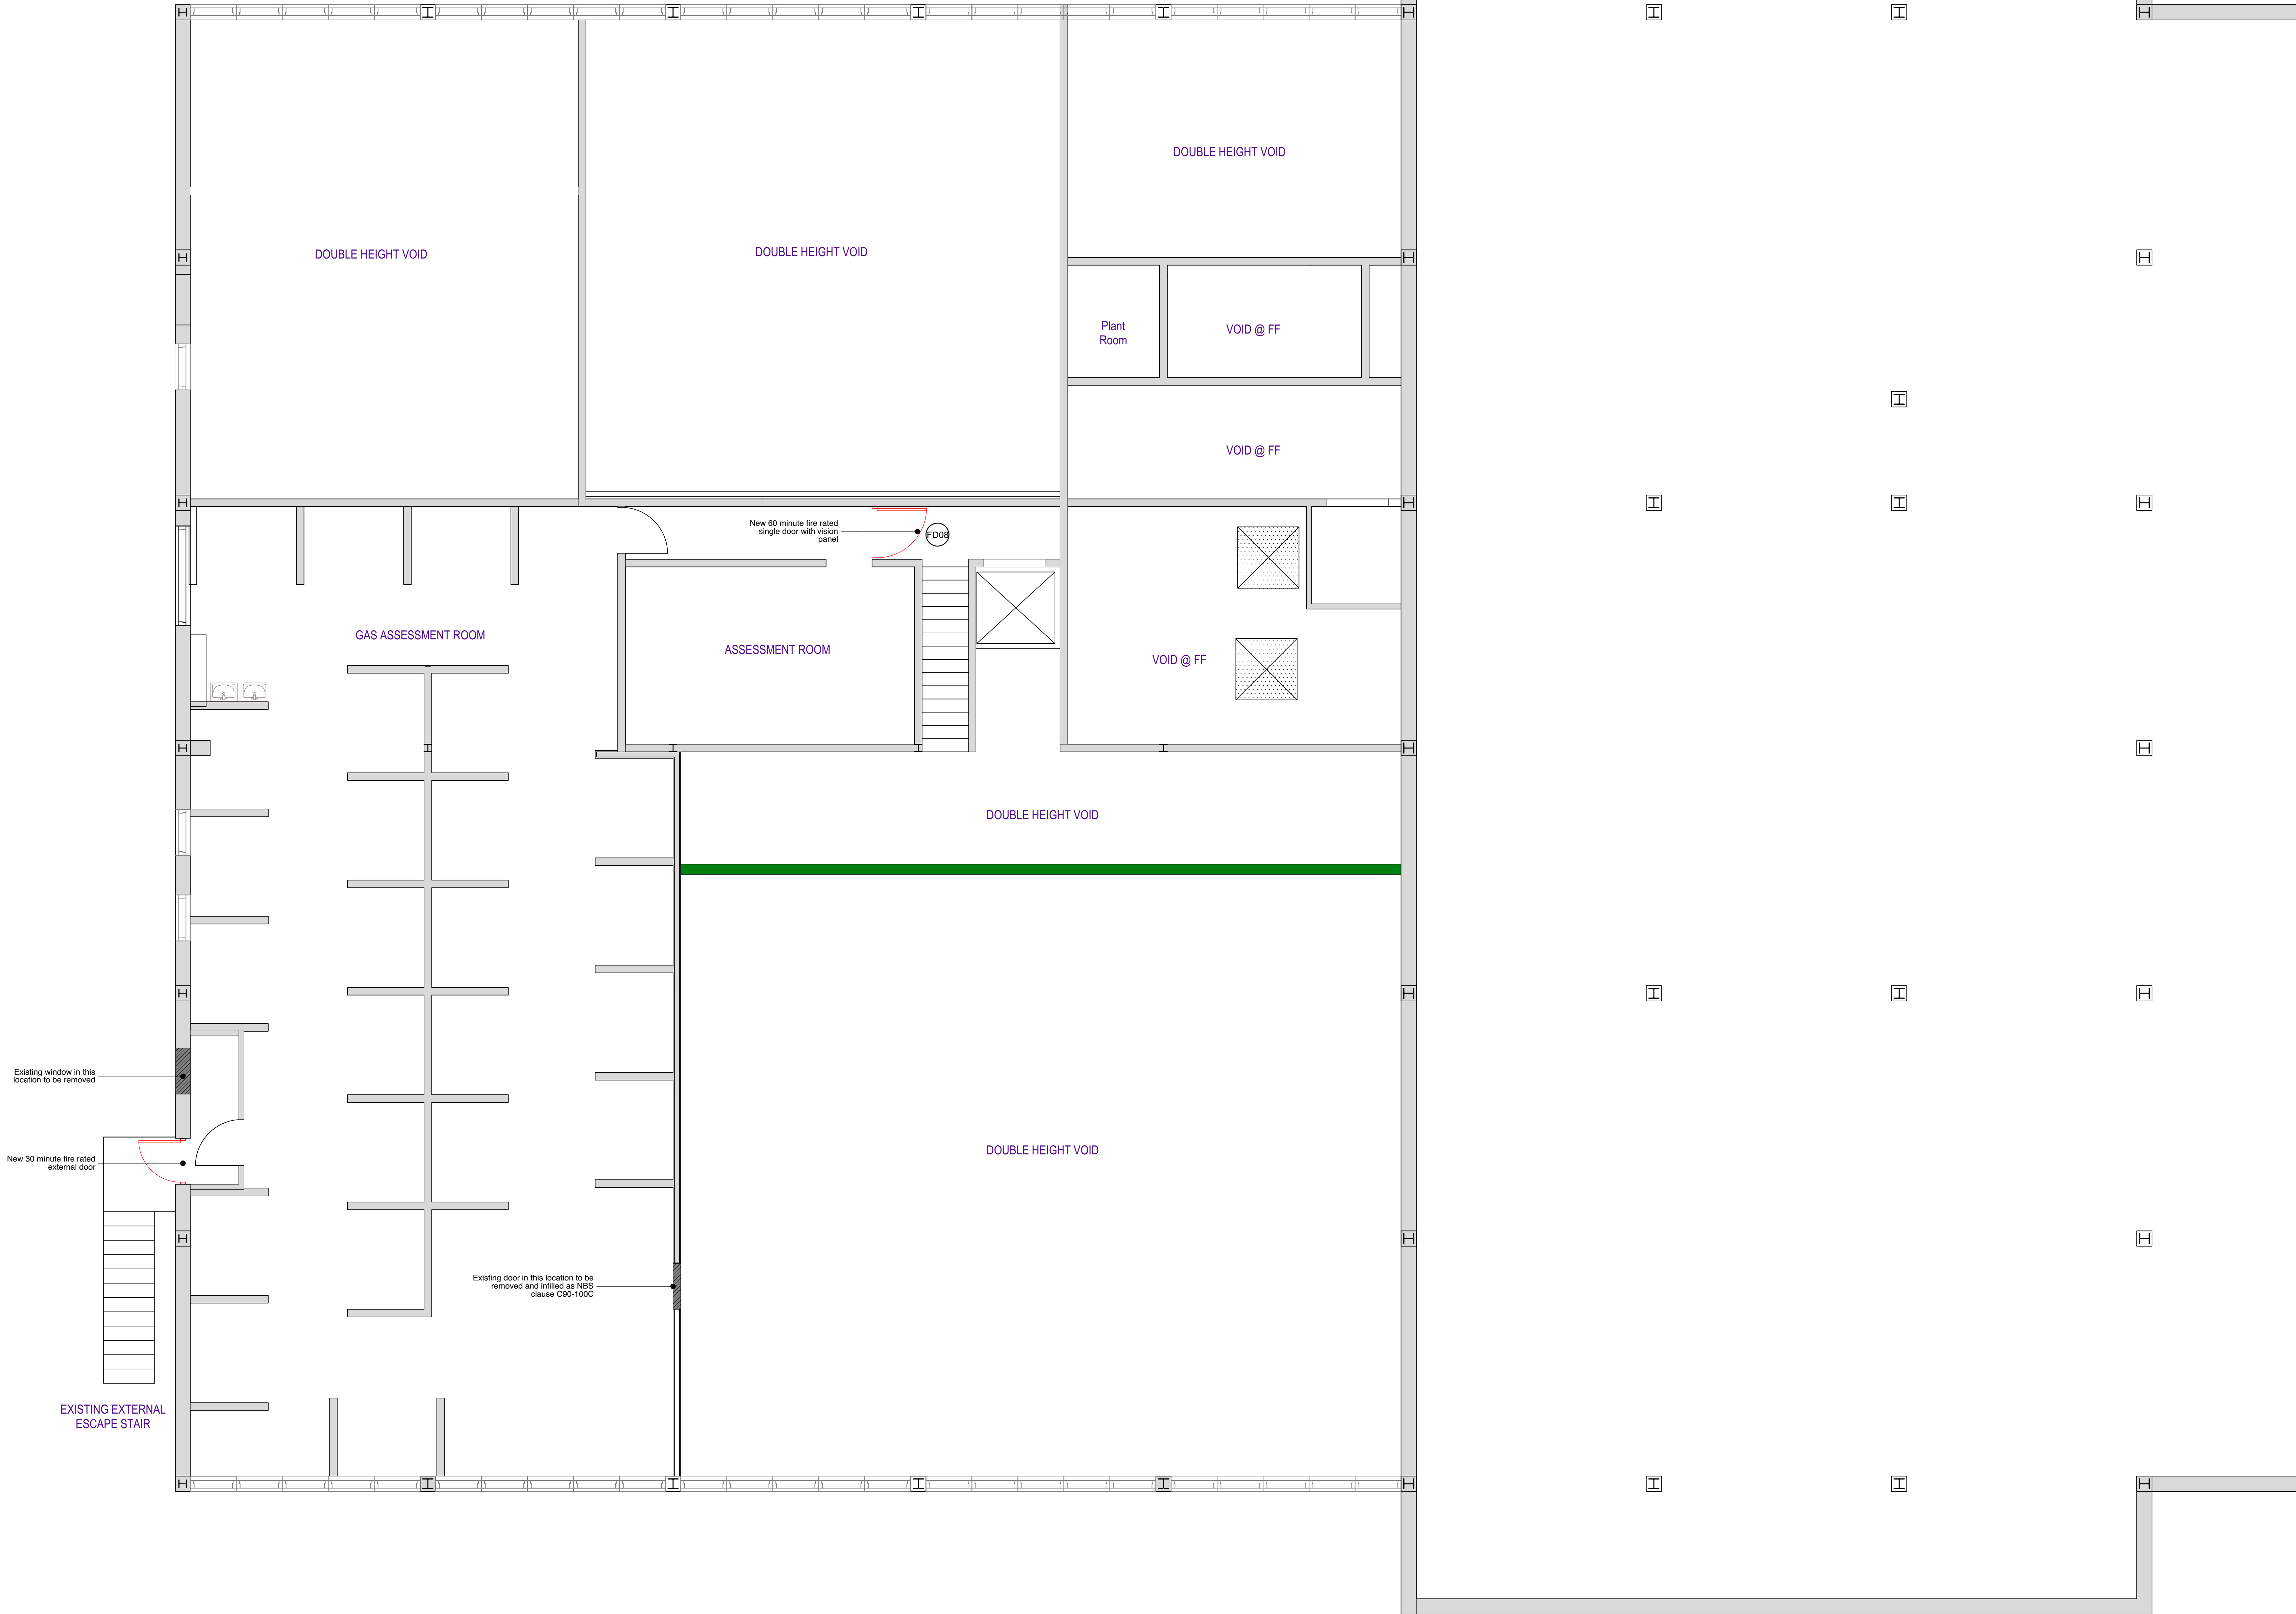 DOUBLE HEIGHT VOID
DOUBLE HEIGHT VOID
DOUBLE HEIGHT VOID
Plant
Room
VOID @ FF
VOID @ FF
New 60 minute fire rated
single door with vision
panel
FD08
GAS ASSESSMENT ROOM
ASSESSMENT ROOM
VOID @ FF
DOUBLE HEIGHT VOID
Existing window in this
location to be removed
New 30 minute fire rated
external door
DOUBLE HEIGHT VOID
Existing door in this location to be
removed and infilled as NBS
clause C90-100C
EXISTING EXTERNAL
ESCAPE STAIR